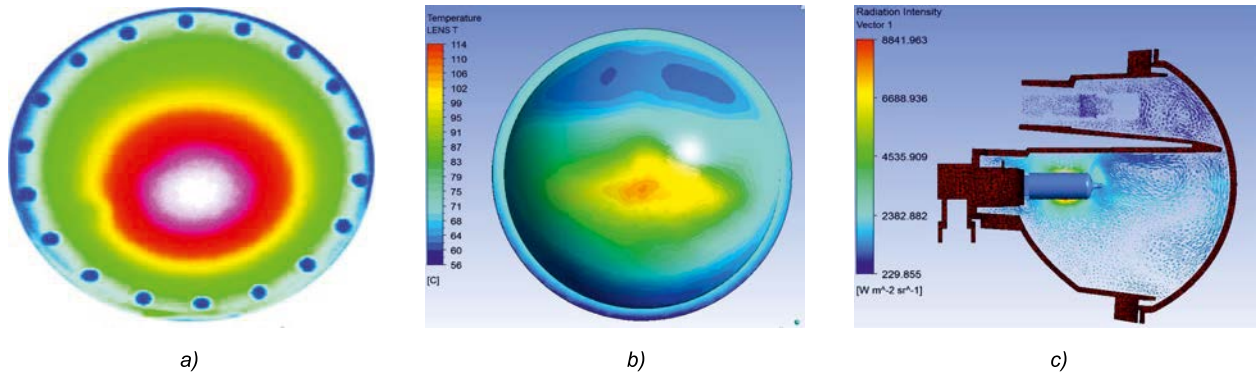 Temperature
LENS T
114
110
106
102
99
95
91
87
83
79
75
71
68
64
60
56
[C]
Radiation Intensity
Vector 1
8841.963
6688.936
4535.909
2382.882
229.855
[W m^-2 sr^-1]
a)
b)
c)